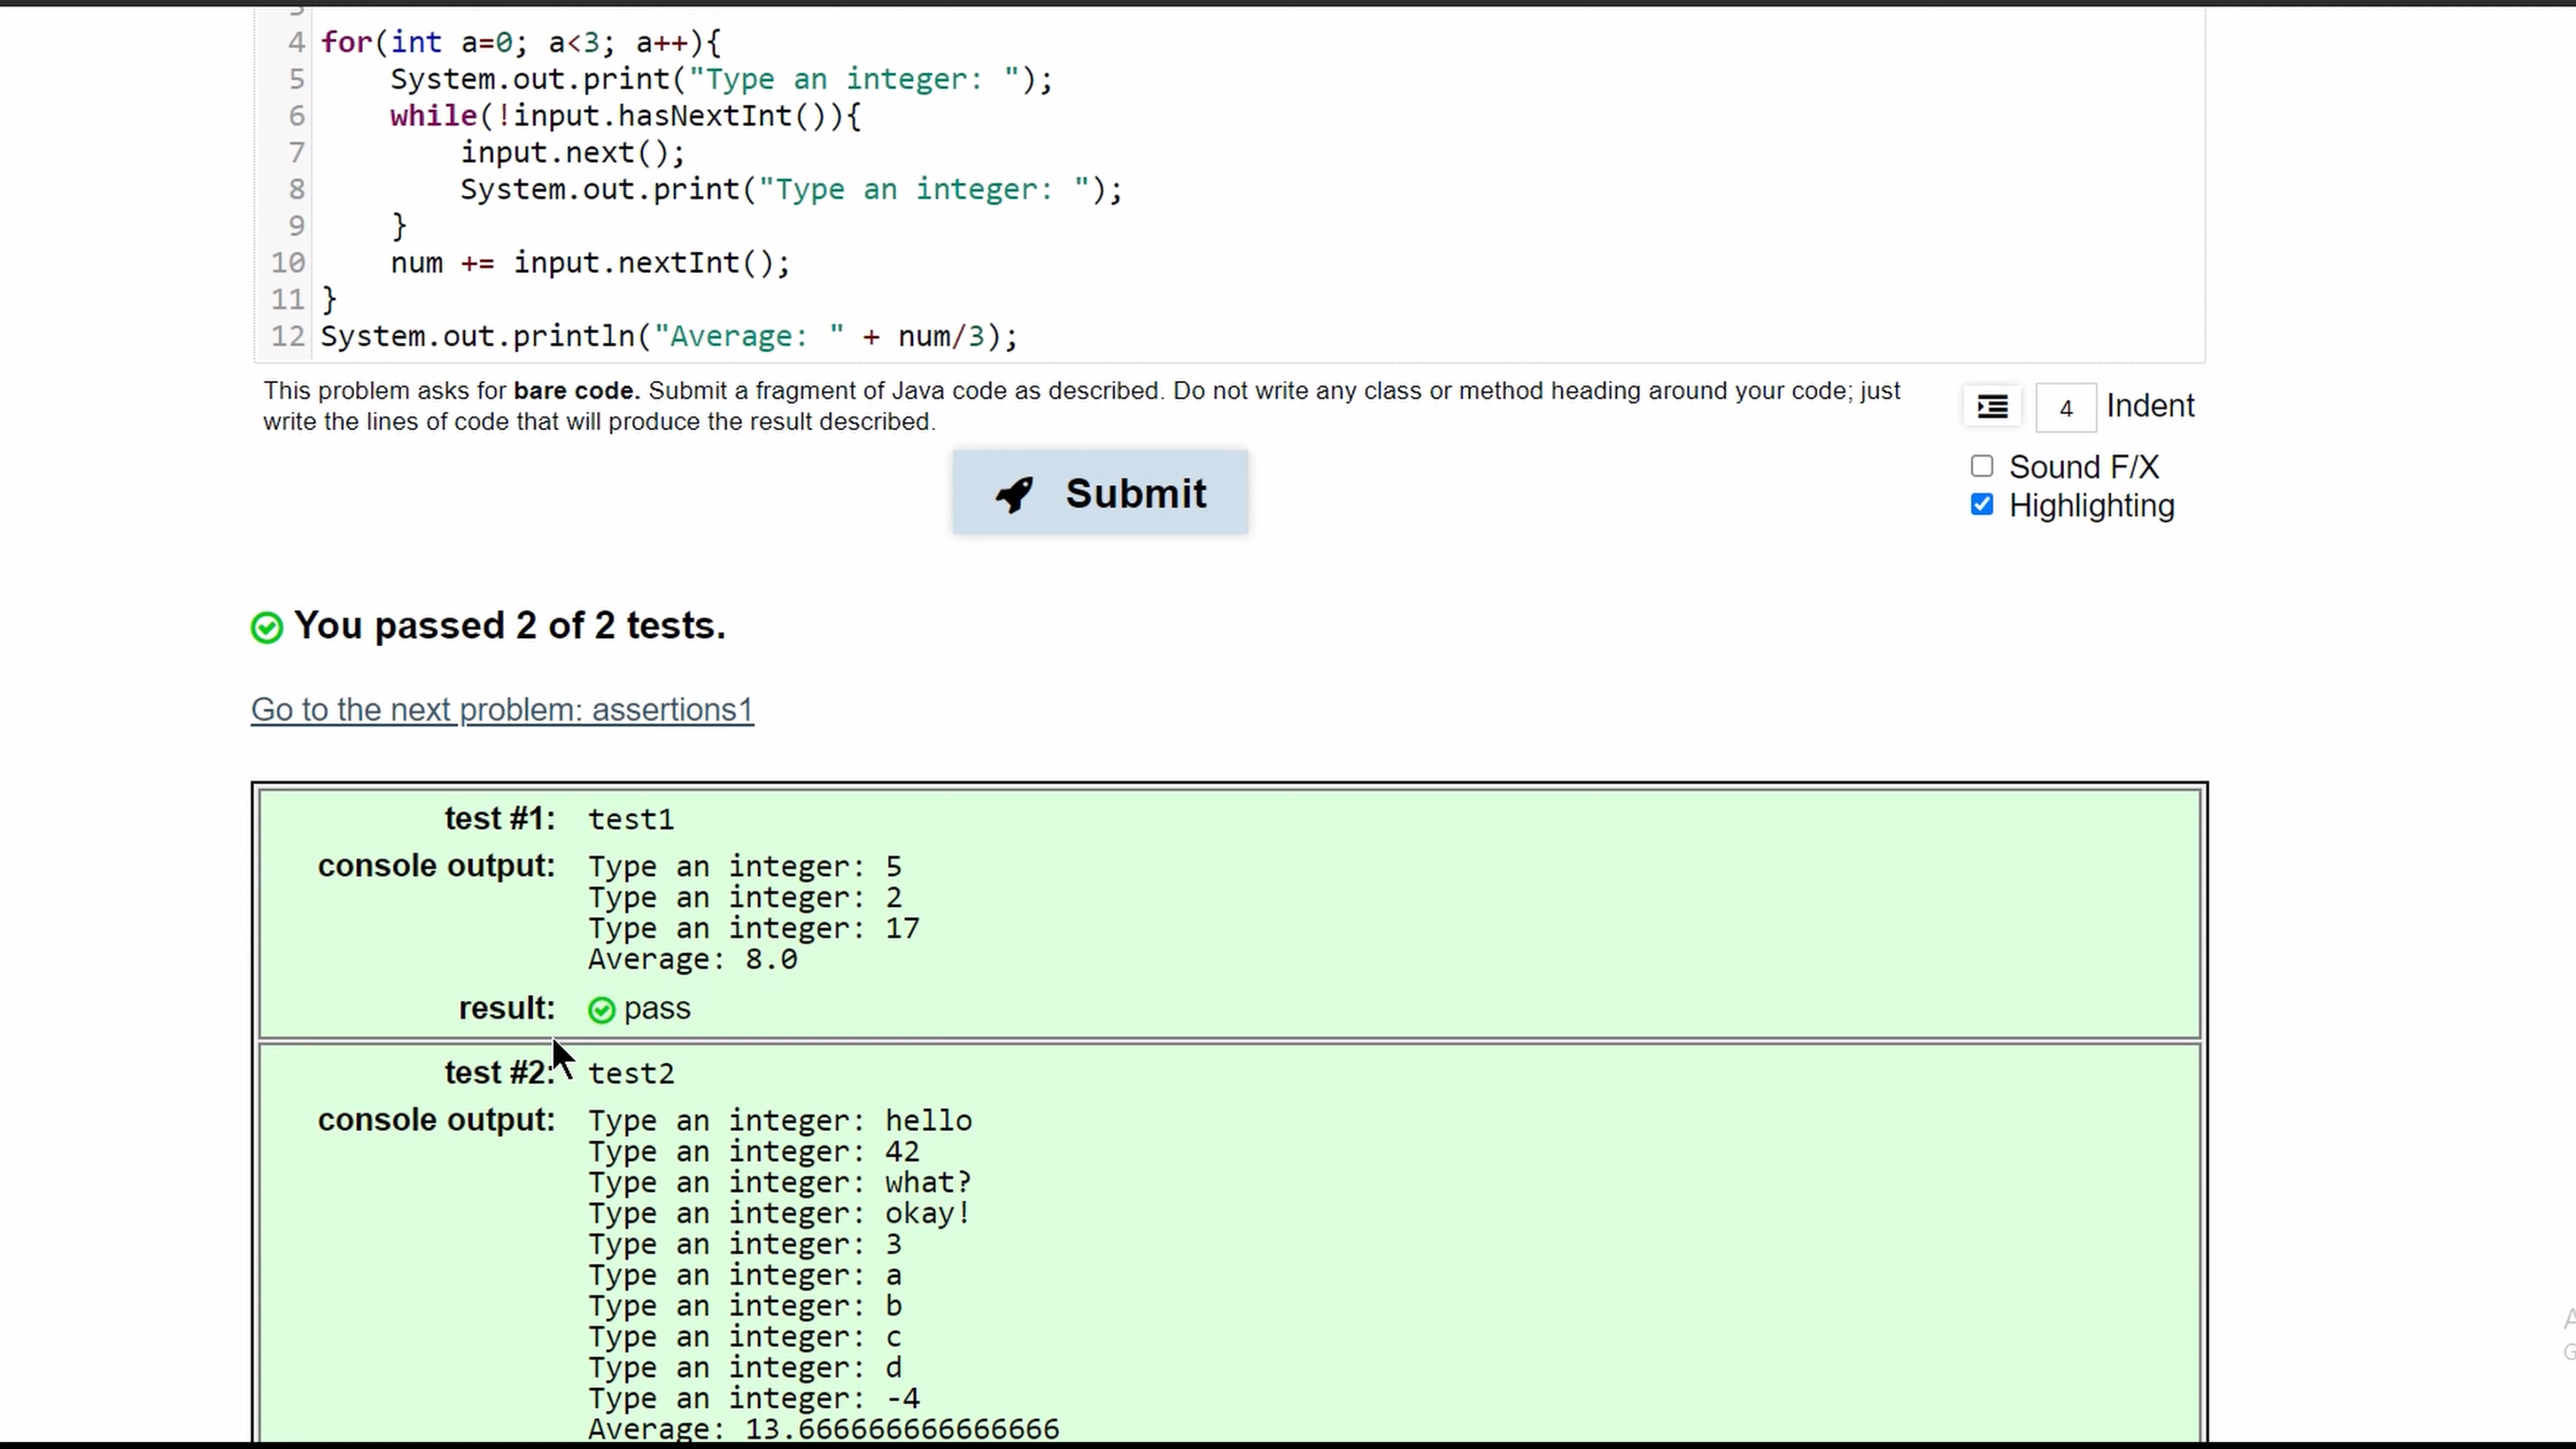 4 for(int a=0; a<3; a++){
5 System.out.print("Type an integer: ");
6 while(!input.hasNextInt()){
7 input.next();
8 System.out.print("Type an integer: ");
9 }
10 num += input.nextInt();
11 }
12 System.out.println("Average: " + num/3);
This problem asks for bare code. Submit a fragment of Java code as described. Do not write any class or method heading around your code; just
write the lines of code that will produce the result described.
4 Indent
Sound F/X
Highlighting
Submit
You passed 2 of 2 tests.
Go to the next problem: assertions1
test #1: test1
console output: Type an integer: 5
Type an integer: 2
Type an integer: 17
Average: 8.0
result: pass
test #2: test2
console output: Type an integer: hello
Type an integer: 42
Type an integer: what?
Type an integer: okay!
Type an integer: 3
Type an integer: a
Type an integer: b
Type an integer: c
Type an integer: d
Type an integer: -4
Average: 13.666666666666666